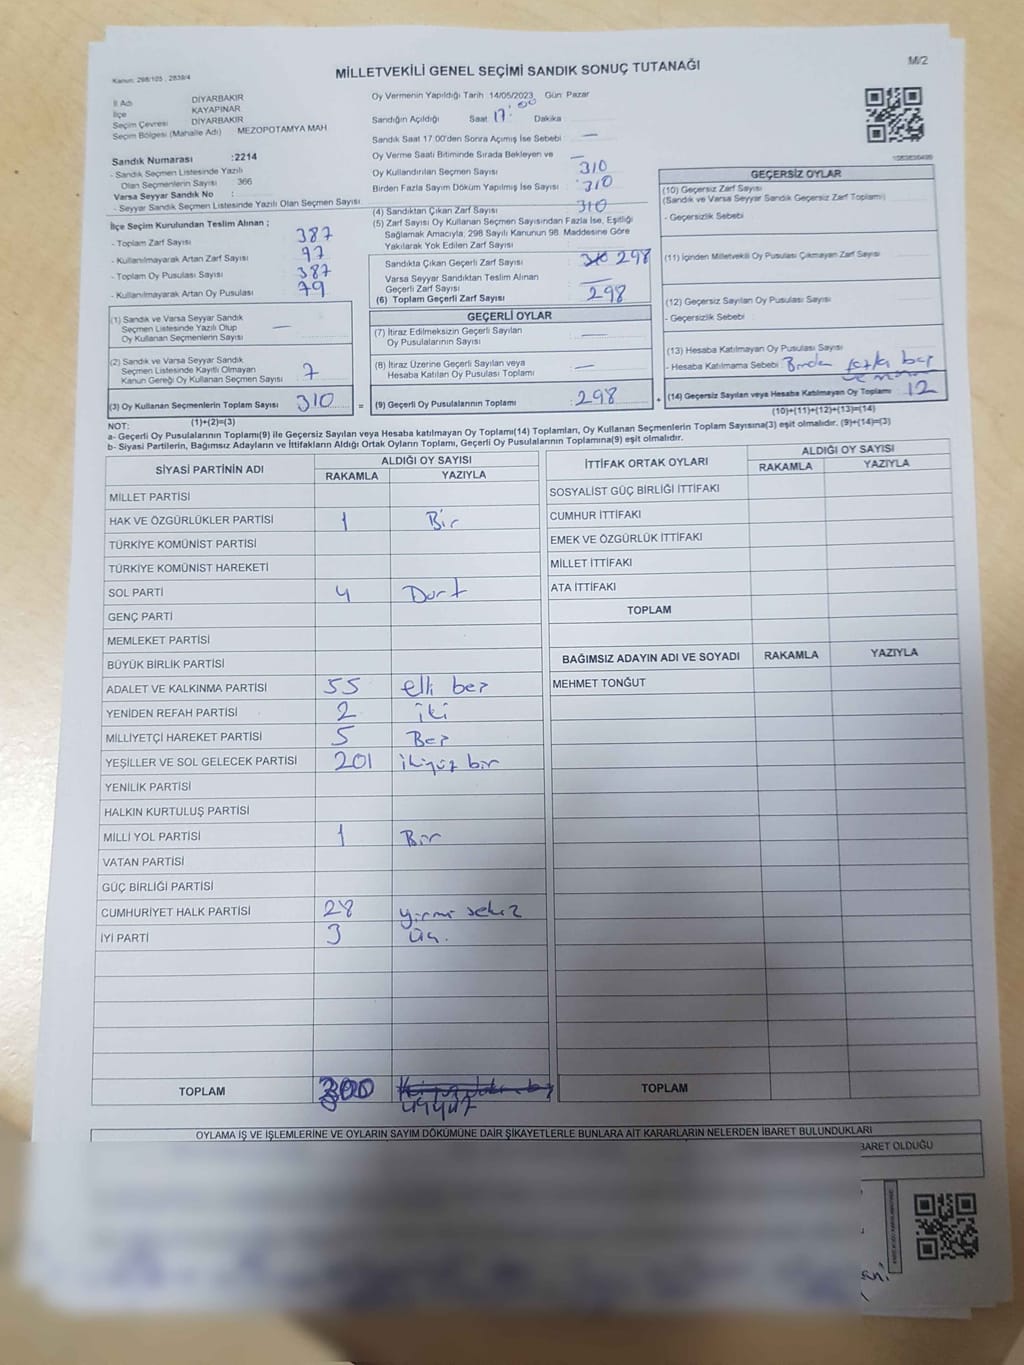 M/2
MİLLETVEKİLİ GENEL SEÇİMİ SANDIK SONUÇ TUTANAĞI
Kanun: 298/105 , 2839/4
İl Adı DİYARBAKIR
İlçe KAYAPINAR
Seçim Çevresi DİYARBAKIR
Seçim Bölgesi (Mahalle Adı) MEZOPOTAMYA MAH
Sandık Numarası :2214
- Sandık Seçmen Listesinde Yazılı
Olan Seçmenlerin Sayısı : 366
Varsa Seyyar Sandık No :
- Seyyar Sandık Seçmen Listesinde Yazılı Olan Seçmen Sayısı
İlçe Seçim Kurulundan Teslim Alınan ;
- Toplam Zarf Sayısı 387
- Kullanılmayarak Artan Zarf Sayısı
- Toplam Oy Pusulası Sayısı 387
- Kullanılmayarak Artan Oy Pusulası 79
(1) Sandık ve Varsa Seyyar Sandık
Seçmen Listesinde Yazılı Olup
Oy Kullanan Seçmenlerin Sayısı —
(2) Sandık ve Varsa Seyyar Sandık
Seçmen Listesinde Kayıtlı Olmayan
Kanun Gereği Oy Kullanan Seçmen Sayısı 7
(3) Oy Kullanan Seçmenlerin Toplam Sayısı 310 =
(1)+(2)=(3)
Oy Vermenin Yapıldığı Tarih :14/05/2023 Gün: Pazar
Sandığın Açıldığı Saat 17:00 Dakika
Sandık Saat 17:00'den Sonra Açımış İse Sebebi —
Oy Verme Saati Bitiminde Sırada Bekleyen ve —
Oy Kullandırılan Seçmen Sayısı 310
Birden Fazla Sayım Döküm Yapılmış İse Sayısı : 310
(4) Sandıktan Çıkan Zarf Sayısı 310
(5) Zarf Sayısı Oy Kullanan Seçmen Sayısından Fazla İse, Eşitliği
Sağlamak Amacıyla, 298 Sayılı Kanunun 98. Maddesine Göre
Yakılarak Yok Edilen Zarf Sayısı :
Sandıkta Çıkan Geçerli Zarf Sayısı : 310 298
Varsa Seyyar Sandıktan Teslim Alınan
Geçerli Zarf Sayısı
(6) Toplam Geçerli Zarf Sayısı : 298
GEÇERLİ OYLAR
(7) İtiraz Edilmeksizin Geçerli Sayılan
Oy Pusulalarının Sayısı : —
(8) İtiraz Üzerine Geçerli Sayılan veya
Hesaba Katılan Oy Pusulası Toplamı : —
(9) Geçerli Oy Pusulalarının Toplamı : 298 +
1083830499
GEÇERSİZ OYLAR
(10) Geçersiz Zarf Sayısı
(Sandık ve Varsa Seyyar Sandık Geçersiz Zarf Toplamı) :
- Geçersizlik Sebebi
(11) İçinden Milletvekili Oy Pusulası Çıkmayan Zarf Sayısı
(12) Geçersiz Sayılan Oy Pusulası Sayısı
- Geçersizlik Sebebi
(13) Hesaba Katılmayan Oy Pusulası Sayısı
- Hesaba Katılmama Sebebi : Birden fazla
(14) Geçersiz Sayılan veya Hesaba Katılmayan Oy Toplamı : 12
(10)+(11)+(12)+(13)=(14)
NOT:
a- Geçerli Oy Pusulalarının Toplamı(9) ile Geçersiz Sayılan veya Hesaba katılmayan Oy Toplamı(14) Toplamları, Oy Kullanan Seçmenlerin Toplam Sayısına(3) eşit olmalıdır. (9)+(14)=(3)
b- Siyasi Partilerin, Bağımsız Adayların ve İttifakların Aldığı Ortak Oyların Toplamı, Geçerli Oy Pusulalarının Toplamına(9) eşit olmalıdır.
SİYASİ PARTİNİN ADI ALDIĞI OY SAYISI
RAKAMLA YAZIYLA
MİLLET PARTİSİ
HAK VE ÖZGÜRLÜKLER PARTİSİ 1 Bir
TÜRKİYE KOMÜNİST PARTİSİ
TÜRKİYE KOMÜNİST HAREKETİ
SOL PARTİ 4 Dört
GENÇ PARTİ
MEMLEKET PARTİSİ
BÜYÜK BİRLİK PARTİSİ
ADALET VE KALKINMA PARTİSİ 55 elli beş
YENİDEN REFAH PARTİSİ 2 iki
MİLLİYETÇİ HAREKET PARTİSİ 5 Beş
YEŞİLLER VE SOL GELECEK PARTİSİ 201 ikiyüz bir
YENİLİK PARTİSİ
HALKIN KURTULUŞ PARTİSİ
MİLLİ YOL PARTİSİ 1 Bir
VATAN PARTİSİ
GÜÇ BİRLİĞİ PARTİSİ
CUMHURİYET HALK PARTİSİ 28 yirmi sekiz
İYİ PARTİ 3 Üç.
TOPLAM 300
İTTİFAK ORTAK OYLARI ALDIĞI OY SAYISI
RAKAMLA YAZIYLA
SOSYALİST GÜÇ BİRLİĞİ İTTİFAKI
CUMHUR İTTİFAKI
EMEK VE ÖZGÜRLÜK İTTİFAKI
MİLLET İTTİFAKI
ATA İTTİFAKI
TOPLAM
BAĞIMSIZ ADAYIN ADI VE SOYADI RAKAMLA YAZIYLA
MEHMET TONĞUT
TOPLAM
OYLAMA İŞ VE İŞLEMLERİNE VE OYLARIN SAYIM DÖKÜMÜNE DAİR ŞİKAYETLERLE BUNLARA AİT KARARLARIN NELERDEN İBARET BULUNDUKLARI
BARET OLDUĞU